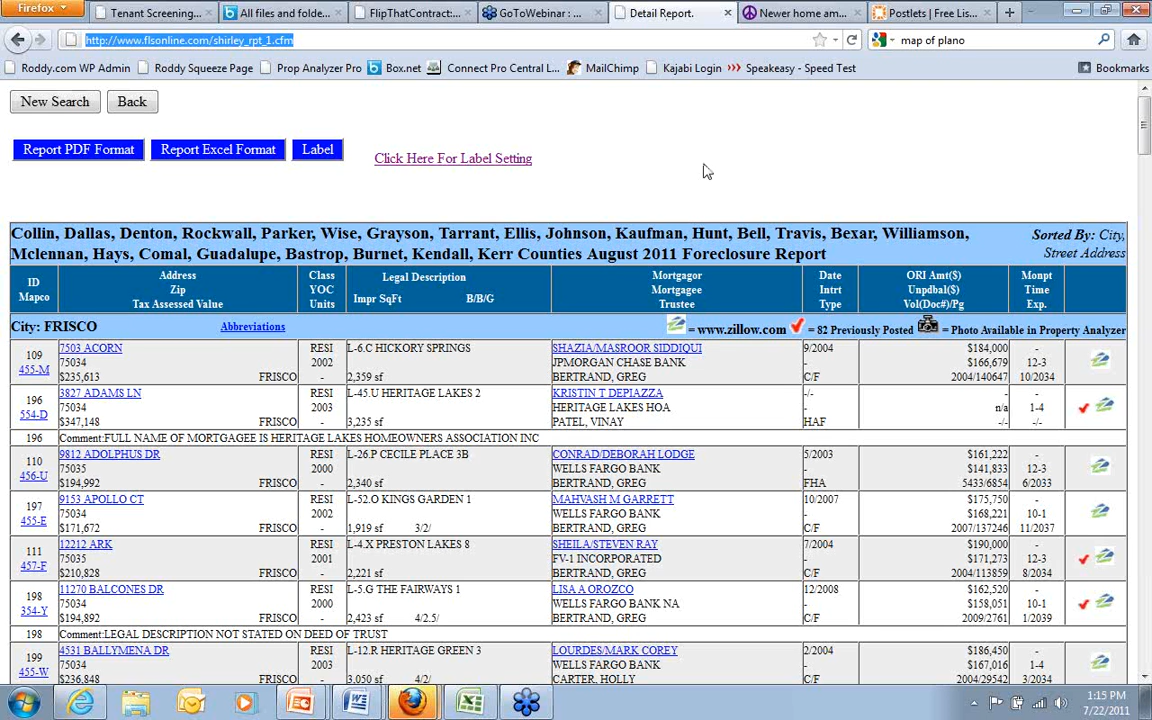 Firefox
Tenant Screening...
All files and folde...
FlipThatContract:...
GoToWebinar : ...
Detail Report.
Newer home am...
Postlets | Free Lis...
http://www.flsonline.com/shirley_rpt_1.cfm
map of plano
Roddy.com WP Admin
Roddy Squeeze Page
Prop Analyzer Pro
Box.net
Connect Pro Central L...
MailChimp
Kajabi Login
Speakeasy - Speed Test
Bookmarks
New Search
Back
Report PDF Format
Report Excel Format
Label
Click Here For Label Setting
Collin, Dallas, Denton, Rockwall, Parker, Wise, Grayson, Tarrant, Ellis, Johnson, Kaufman, Hunt, Bell, Travis, Bexar, Williamson,
Mclennan, Hays, Comal, Guadalupe, Bastrop, Burnet, Kendall, Kerr Counties August 2011 Foreclosure Report
Sorted By: City,
Street Address
ID
Mapco
Address
Zip
Tax Assessed Value
Class
YOC
Units
Legal Description
Impr SqFt B/B/G
Mortgagor
Mortgagee
Trustee
Date
Intrt
Type
ORI Amt($)
Unpdbal($)
Vol(Doc#)/Pg
Monpt
Time
Exp.
City: FRISCO
Abbreviations
= www.zillow.com
= 82 Previously Posted
= Photo Available in Property Analyzer
109 7503 ACORN RESI L-6.C HICKORY SPRINGS SHAZIA/MASROOR SIDDIQUI 9/2004 $184,000 -
455-M 75034 2002 JPMORGAN CHASE BANK - $166,679 12-3
$235,613 FRISCO - 2,359 sf BERTRAND, GREG C/F 2004/140647 10/2034
196 3827 ADAMS LN RESI L-45.U HERITAGE LAKES 2 KRISTIN T DEPIAZZA -/- - -
554-D 75034 2003 HERITAGE LAKES HOA - n/a 1-4
$347,148 FRISCO - 3,235 sf PATEL, VINAY HAF -/- -/-
196 Comment:FULL NAME OF MORTGAGEE IS HERITAGE LAKES HOMEOWNERS ASSOCIATION INC
110 9812 ADOLPHUS DR RESI L-26.P CECILE PLACE 3B CONRAD/DEBORAH LODGE 5/2003 $161,222 -
456-U 75035 2000 WELLS FARGO BANK - $141,833 12-3
$194,992 FRISCO - 2,340 sf BERTRAND, GREG FHA 5433/6854 6/2033
197 9153 APOLLO CT RESI L-52.O KINGS GARDEN 1 MAHVASH M GARRETT 10/2007 $175,750 -
455-E 75034 2002 WELLS FARGO BANK - $168,221 10-1
$171,672 FRISCO - 1,919 sf 3/2/ BERTRAND, GREG C/F 2007/137246 11/2037
111 12212 ARK RESI L-4.X PRESTON LAKES 8 SHEILA/STEVEN RAY 7/2004 $190,000 -
457-F 75035 2001 FV-1 INCORPORATED - $171,273 12-3
$210,828 FRISCO - 2,221 sf BERTRAND, GREG C/F 2004/113859 8/2034
198 11270 BALCONES DR RESI L-5.G THE FAIRWAYS 1 LISA A OROZCO 12/2008 $162,520 -
354-Y 75034 2000 WELLS FARGO BANK NA - $158,051 10-1
$194,892 FRISCO - 2,423 sf 4/2.5/ BERTRAND, GREG C/F 2009/2761 1/2039
198 Comment:LEGAL DESCRIPTION NOT STATED ON DEED OF TRUST
199 4531 BALLYMENA DR RESI L-12.R HERITAGE GREEN 3 LOURDES/MARK COREY 2/2004 $186,450 -
455-W 75034 2003 WELLS FARGO BANK - $167,016 1-4
$236,848 FRISCO - 3,050 sf 4/2/ CARTER, HOLLY C/F 2004/29542 3/2034
1:15 PM
7/22/2011